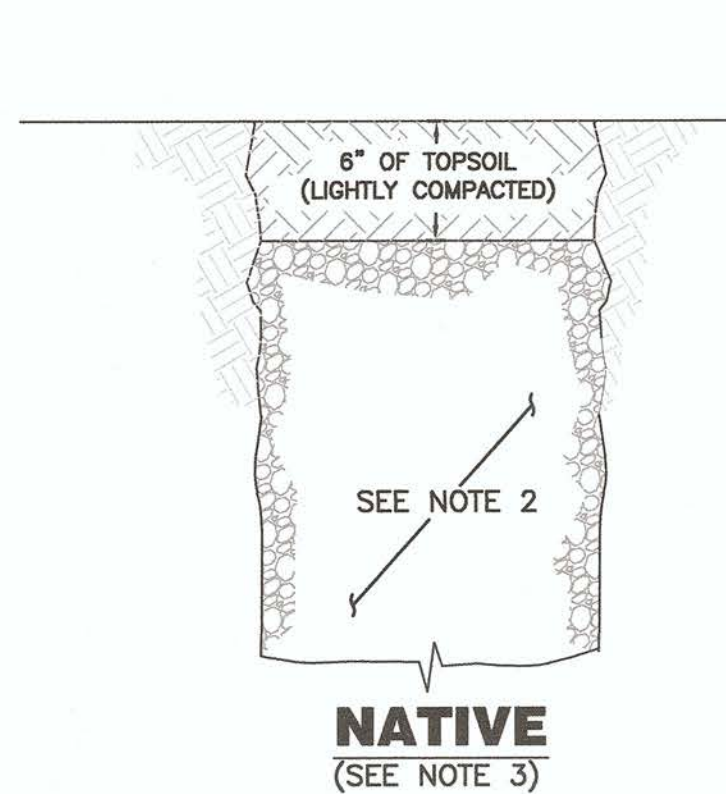 6" OF TOPSOIL
(LIGHTLY COMPACTED)
SEE NOTE 2
NATIVE
(SEE NOTE 3)